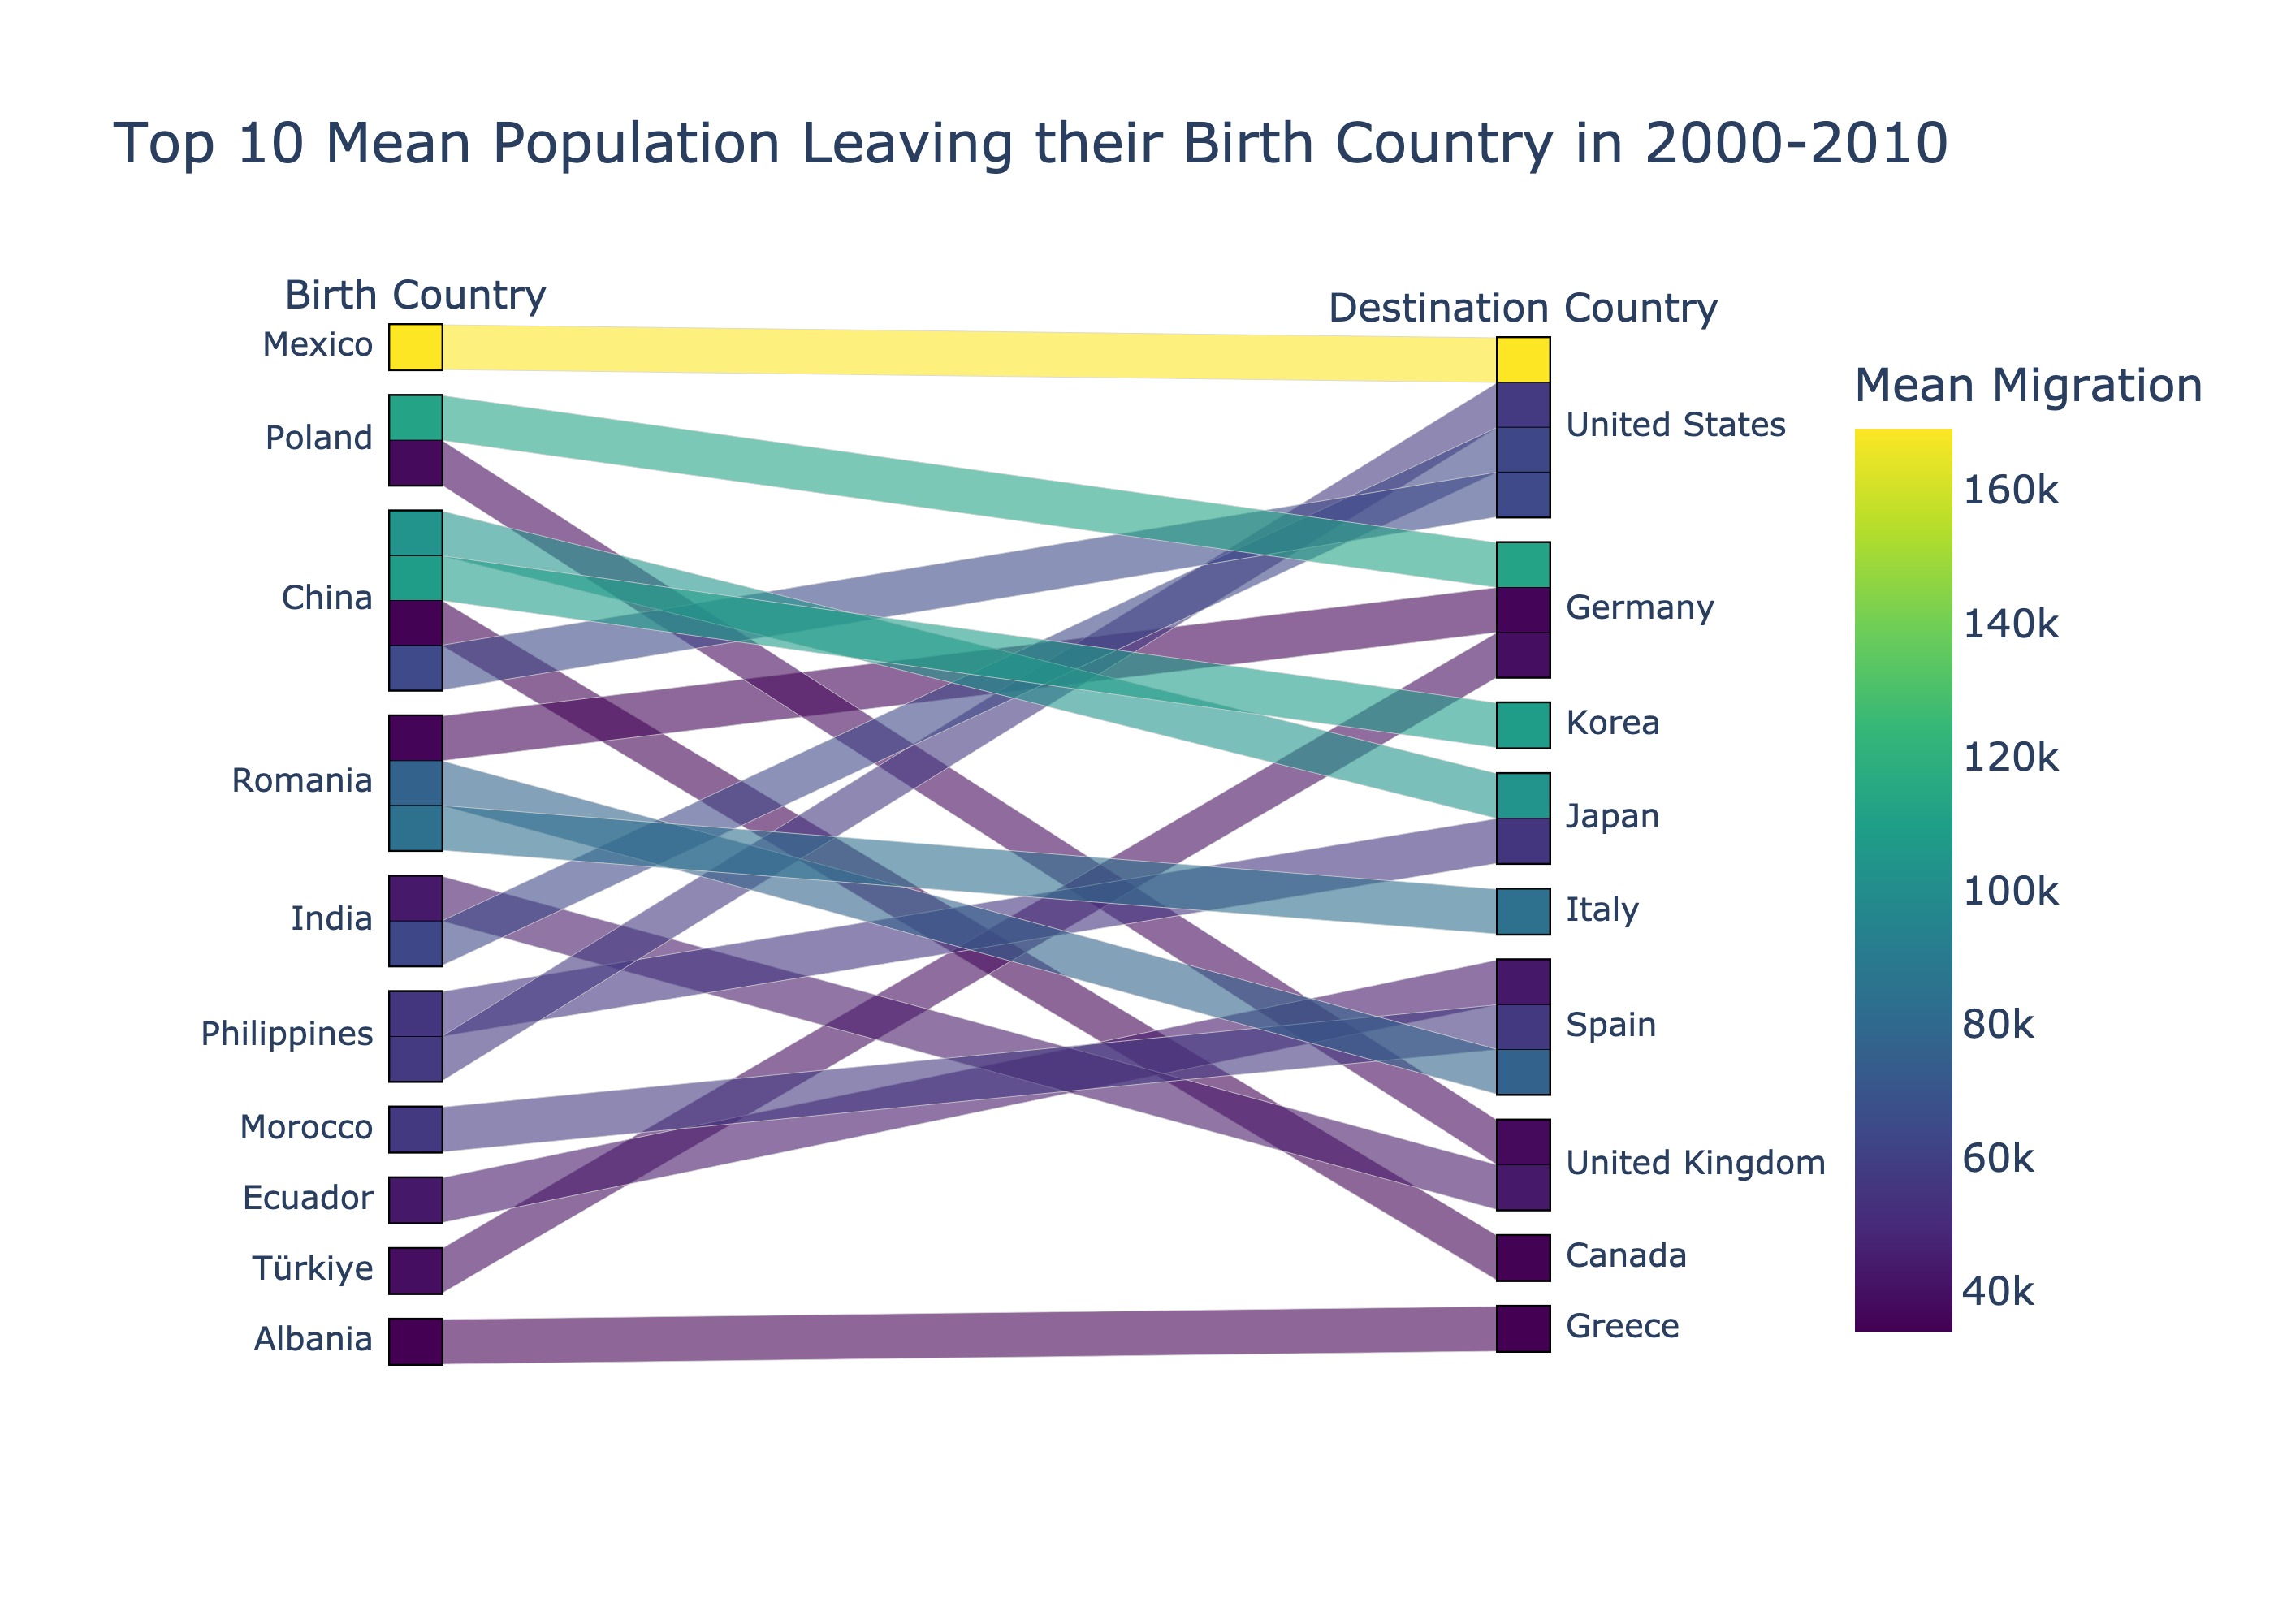 Top 10 Mean Population Leaving their Birth Country in 2000-2010
Birth Country
Mexico
Poland
China
Romania
India
Philippines
Morocco
Ecuador
Türkiye
Albania
Destination Country
United States
Germany
Korea
Japan
Italy
Spain
United Kingdom
Canada
Greece
Mean Migration
160k
140k
120k
100k
80k
60k
40k